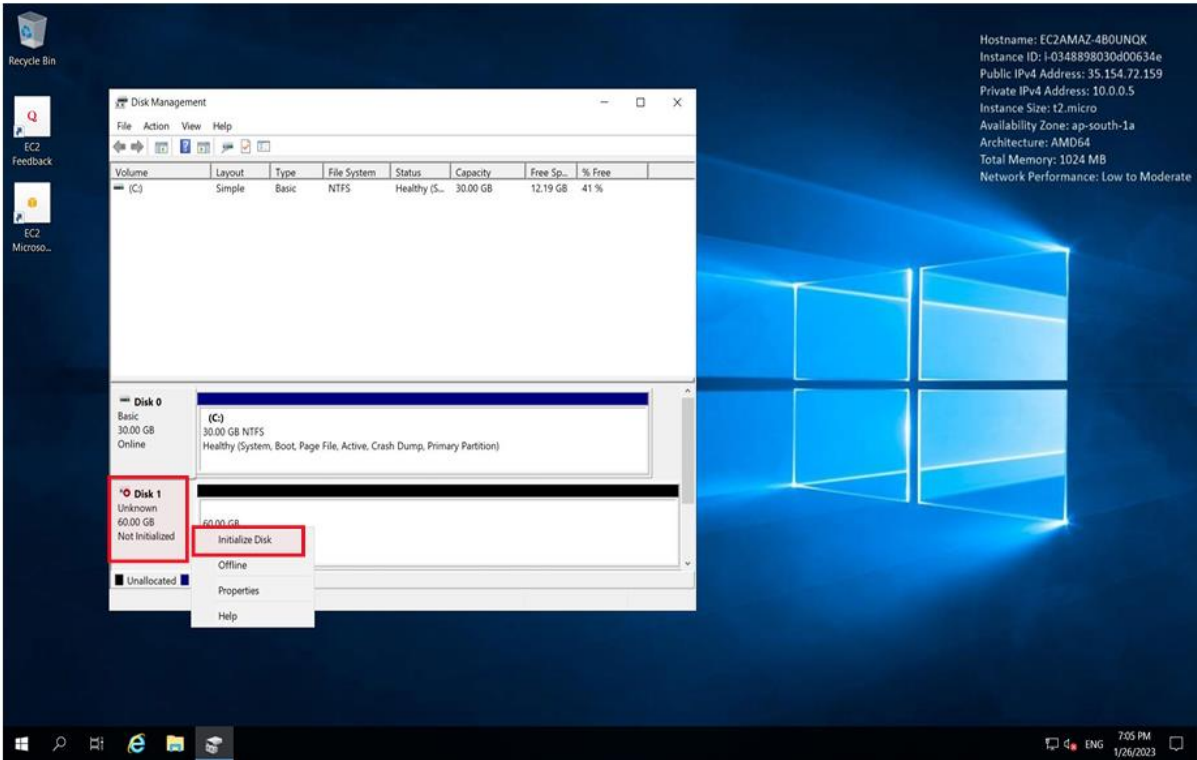 Recycle Bin
EC2
Feedback
EC2
Microso...
Hostname: EC2AMAZ-4B0UNQK
Instance ID: i-0348898030d00634e
Public IPv4 Address: 35.154.72.159
Private IPv4 Address: 10.0.0.5
Instance Size: t2.micro
Availability Zone: ap-south-1a
Architecture: AMD64
Total Memory: 1024 MB
Network Performance: Low to Moderate
Disk Management
File Action View Help
Volume Layout Type File System Status Capacity Free Sp... % Free
(C:) Simple Basic NTFS Healthy (S... 30.00 GB 12.19 GB 41 %
Disk 0
Basic
30.00 GB
Online
(C:)
30.00 GB NTFS
Healthy (System, Boot, Page File, Active, Crash Dump, Primary Partition)
Disk 1
Unknown
60.00 GB
Not Initialized
60.00 GB
Initialize Disk
Offline
Properties
Help
Unallocated
ENG
7:05 PM
1/26/2023